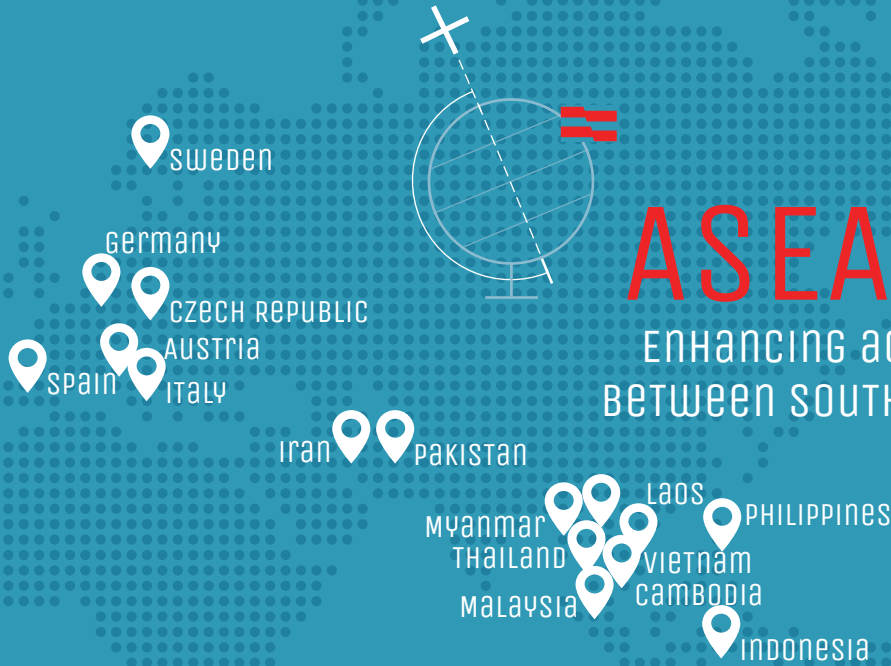 SWEDEN
GERMANY
CZECH REPUBLIC
AUSTRIA
SPAIN
ITALY
ASEA
ENHANCING AC
BETWEEN SOUTH
IRAN
PAKISTAN
LAOS
PHILIPPINES
MYANMAR
THAILAND
VIETNAM
CAMBODIA
MALAYSIA
INDONESIA